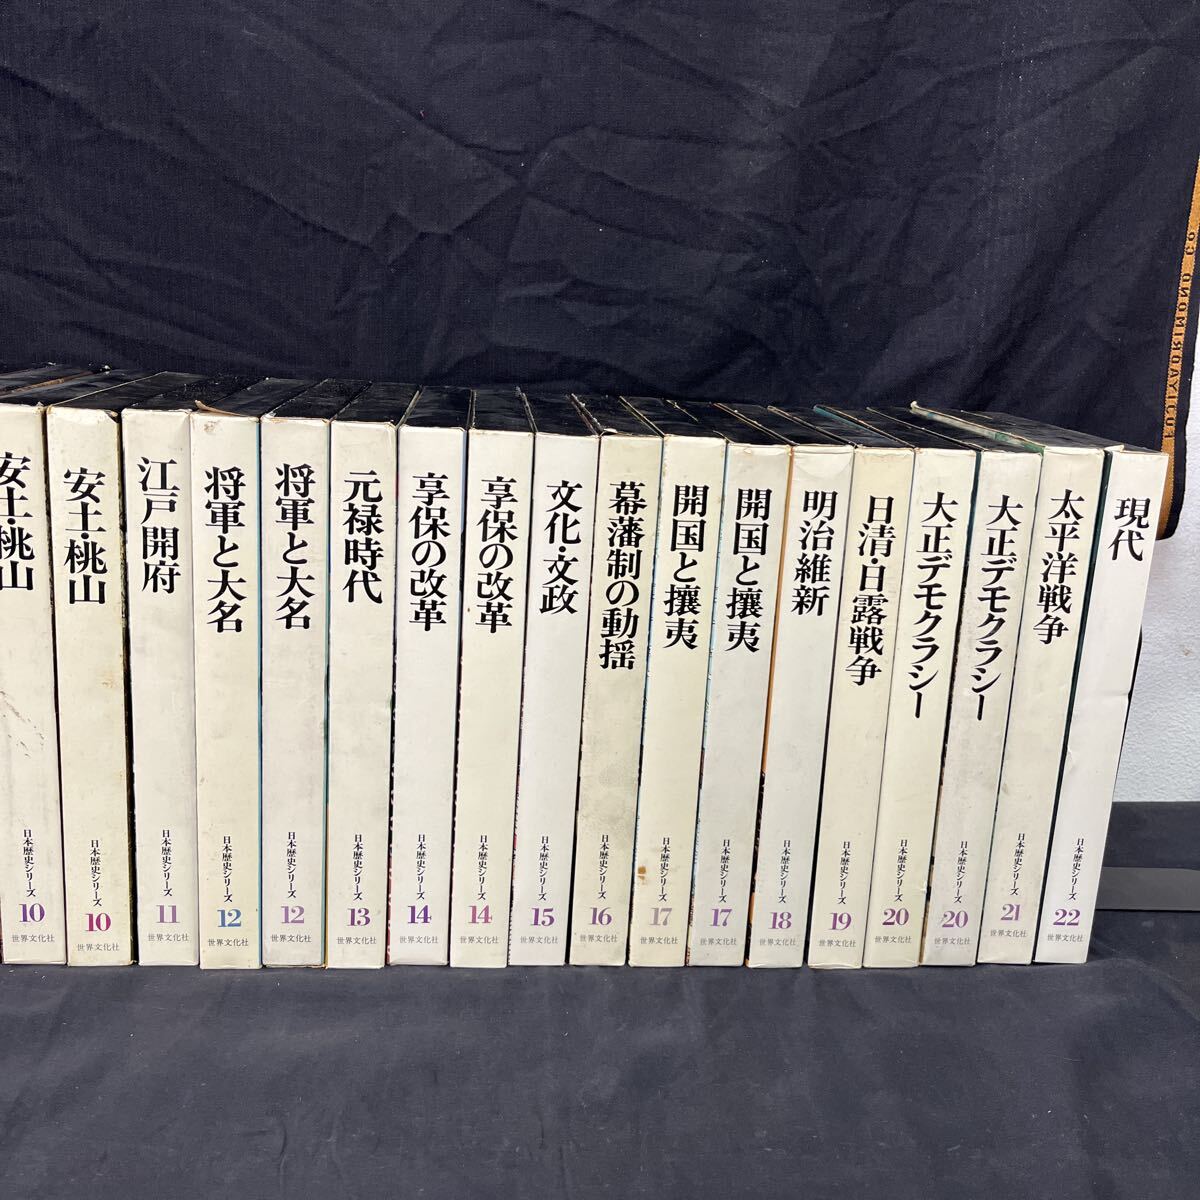 安土・桃山
日本歴史シリーズ
10
世界文化社
安土・桃山
日本歴史シリーズ
10
世界文化社
江戸開府
日本歴史シリーズ
11
世界文化社
将軍と大名
日本歴史シリーズ
12
世界文化社
将軍と大名
日本歴史シリーズ
12
世界文化社
元禄時代
日本歴史シリーズ
13
世界文化社
享保の改革
日本歴史シリーズ
14
世界文化社
享保の改革
日本歴史シリーズ
14
世界文化社
文化・文政
日本歴史シリーズ
15
世界文化社
幕藩制の動揺
日本歴史シリーズ
16
世界文化社
開国と攘夷
日本歴史シリーズ
17
世界文化社
開国と攘夷
日本歴史シリーズ
17
世界文化社
明治維新
日本歴史シリーズ
18
世界文化社
日清・日露戦争
日本歴史シリーズ
19
世界文化社
大正デモクラシー
日本歴史シリーズ
20
世界文化社
大正デモクラシー
日本歴史シリーズ
20
世界文化社
太平洋戦争
日本歴史シリーズ
21
世界文化社
現代
日本歴史シリーズ
22
世界文化社